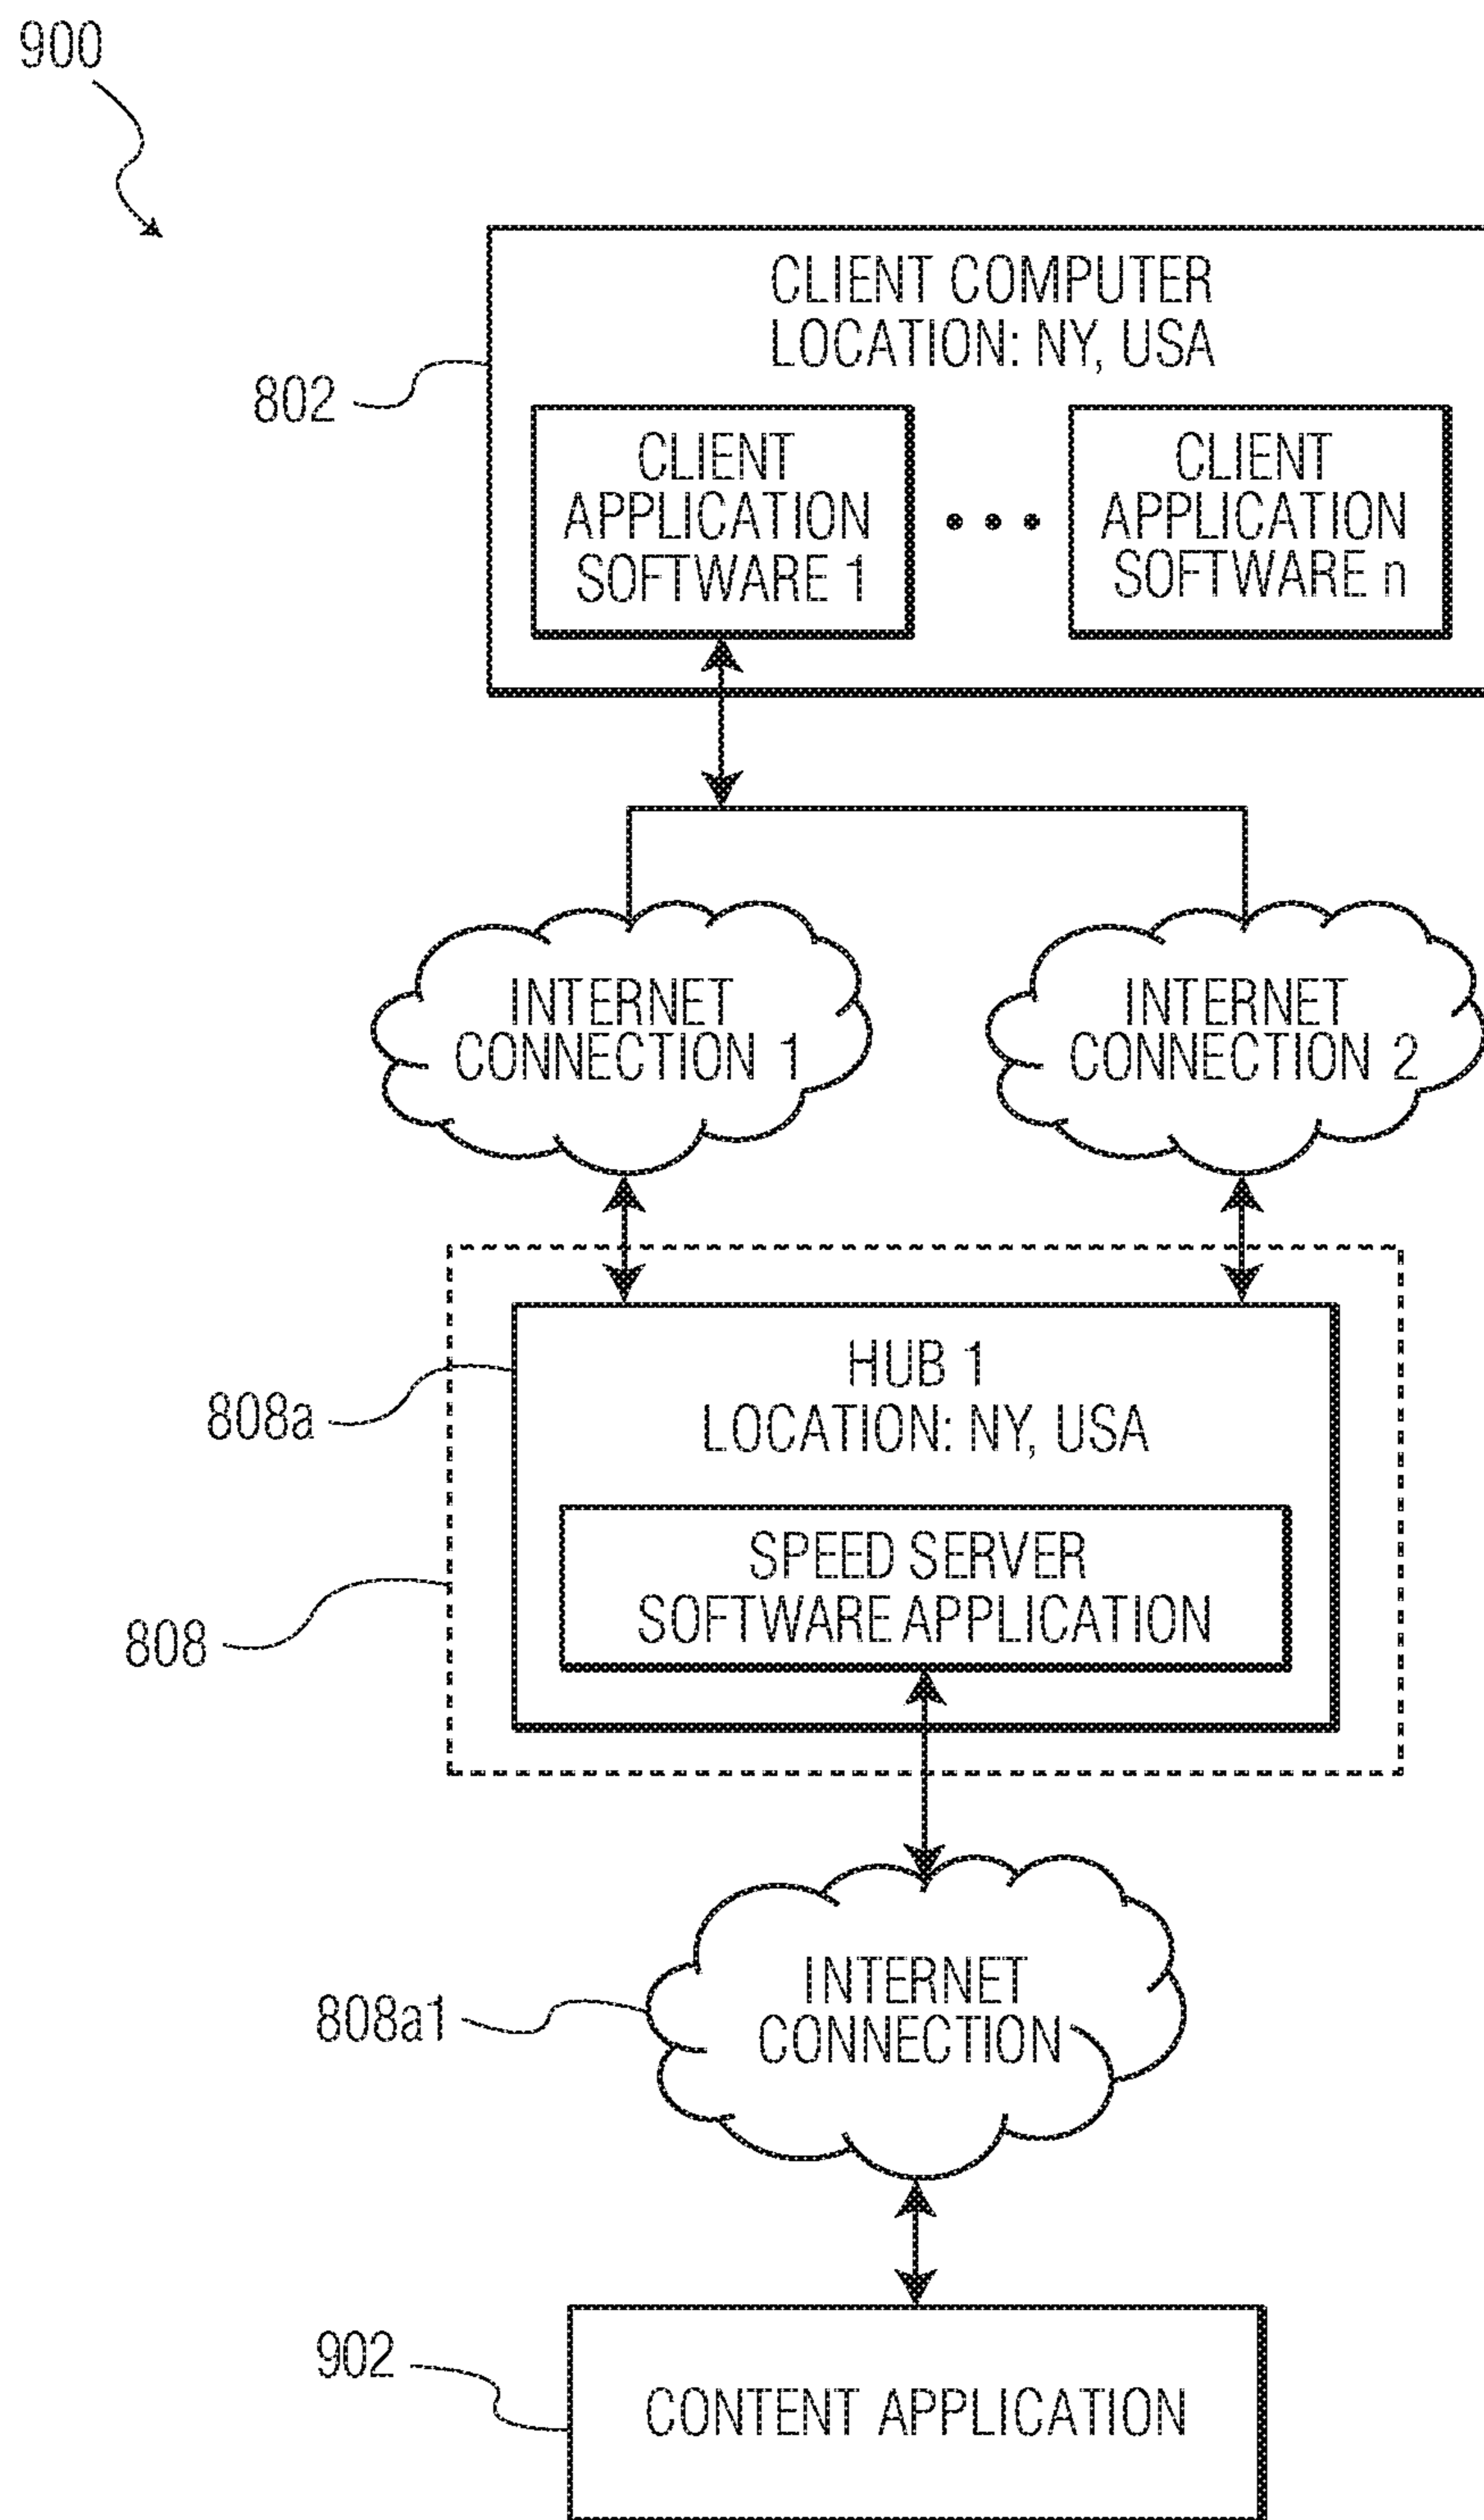 900
CLIENT COMPUTER
LOCATION: NY, USA
802
CLIENT
APPLICATION
SOFTWARE 1
CLIENT
APPLICATION
SOFTWARE n
INTERNET
CONNECTION 1
INTERNET
CONNECTION 2
HUB 1
LOCATION: NY, USA
808a
SPEED SERVER
SOFTWARE APPLICATION
808
INTERNET
CONNECTION
808a1
902
CONTENT APPLICATION